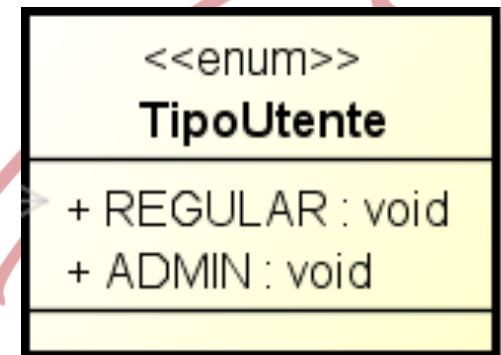 <<enum>>
TipoUtente
+ REGULAR : void
+ ADMIN : void